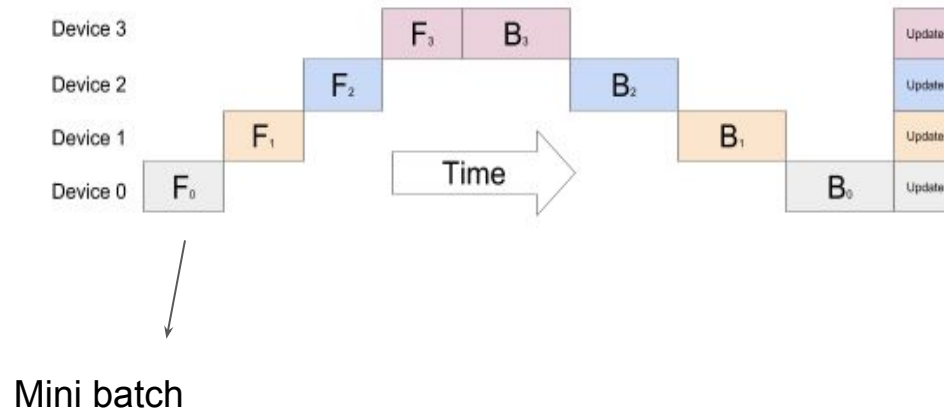 Device 3 F₃ B₃ Update
Device 2 F₂ B₂ Update
Device 1 F₁ B₁ Update
Device 0 F₀ B₀ Update
Time
Mini batch